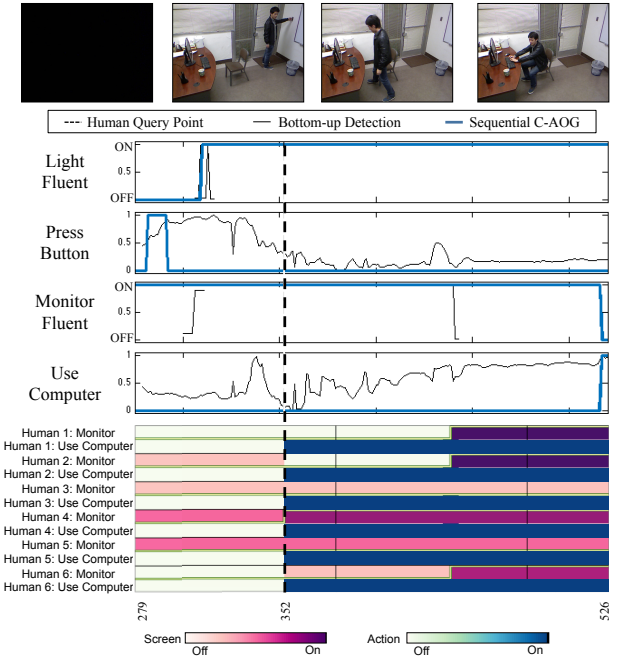 Human Query Point Bottom-up Detection Sequential C-AOG
Light Fluent
ON
0.5
OFF
Press Button
1
0.5
0
Monitor Fluent
ON
0.5
OFF
Use Computer
1
0.5
0
Human 1: Monitor
Human 1: Use Computer
Human 2: Monitor
Human 2: Use Computer
Human 3: Monitor
Human 3: Use Computer
Human 4: Monitor
Human 4: Use Computer
Human 5: Monitor
Human 5: Use Computer
Human 6: Monitor
Human 6: Use Computer
279 352 526
Screen Action
Off On Off On